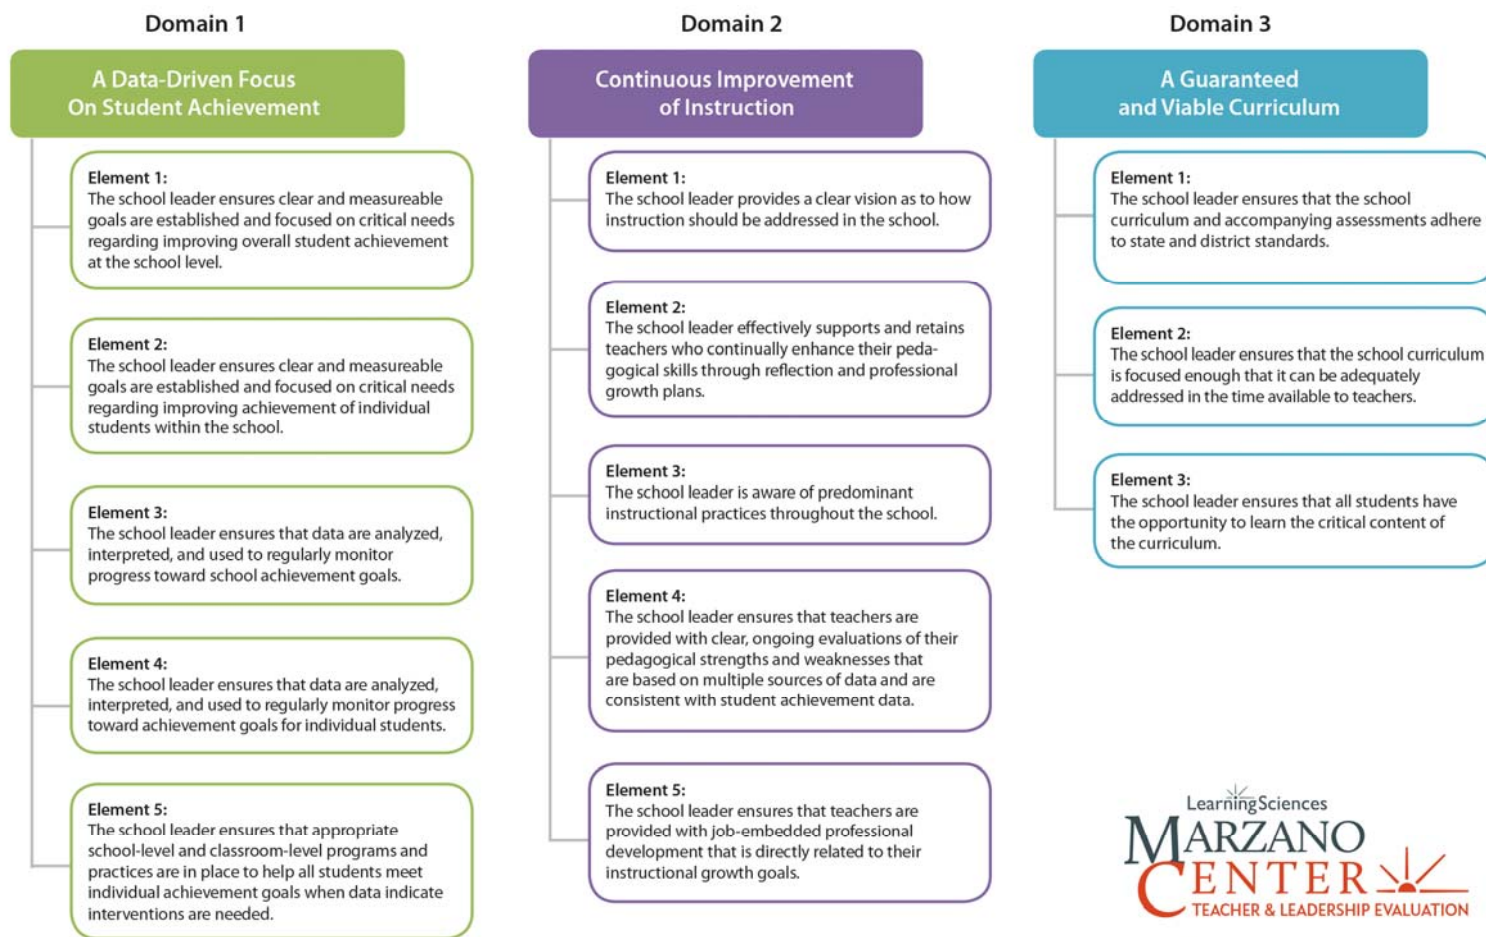 Domain 1
A Data-Driven Focus
On Student Achievement
Element 1:
The school leader ensures clear and measureable
goals are established and focused on critical needs
regarding improving overall student achievement
at the school level.
Element 2:
The school leader ensures clear and measureable
goals are established and focused on critical needs
regarding improving achievement of individual
students within the school.
Element 3:
The school leader ensures that data are analyzed,
interpreted, and used to regularly monitor
progress toward school achievement goals.
Element 4:
The school leader ensures that data are analyzed,
interpreted, and used to regularly monitor progress
toward achievement goals for individual students.
Element 5:
The school leader ensures that appropriate
school-level and classroom-level programs and
practices are in place to help all students meet
individual achievement goals when data indicate
interventions are needed.
Domain 2
Continuous Improvement
of Instruction
Element 1:
The school leader provides a clear vision as to how
instruction should be addressed in the school.
Element 2:
The school leader effectively supports and retains
teachers who continually enhance their peda-
gogical skills through reflection and professional
growth plans.
Element 3:
The school leader is aware of predominant
instructional practices throughout the school.
Element 4:
The school leader ensures that teachers are
provided with clear, ongoing evaluations of their
pedagogical strengths and weaknesses that
are based on multiple sources of data and are
consistent with student achievement data.
Element 5:
The school leader ensures that teachers are
provided with job-embedded professional
development that is directly related to their
instructional growth goals.
Domain 3
A Guaranteed
and Viable Curriculum
Element 1:
The school leader ensures that the school
curriculum and accompanying assessments adhere
to state and district standards.
Element 2:
The school leader ensures that the school curriculum
is focused enough that it can be adequately
addressed in the time available to teachers.
Element 3:
The school leader ensures that all students have
the opportunity to learn the critical content of
the curriculum.
LearningSciences
MARZANO
CENTER
TEACHER & LEADERSHIP EVALUATION